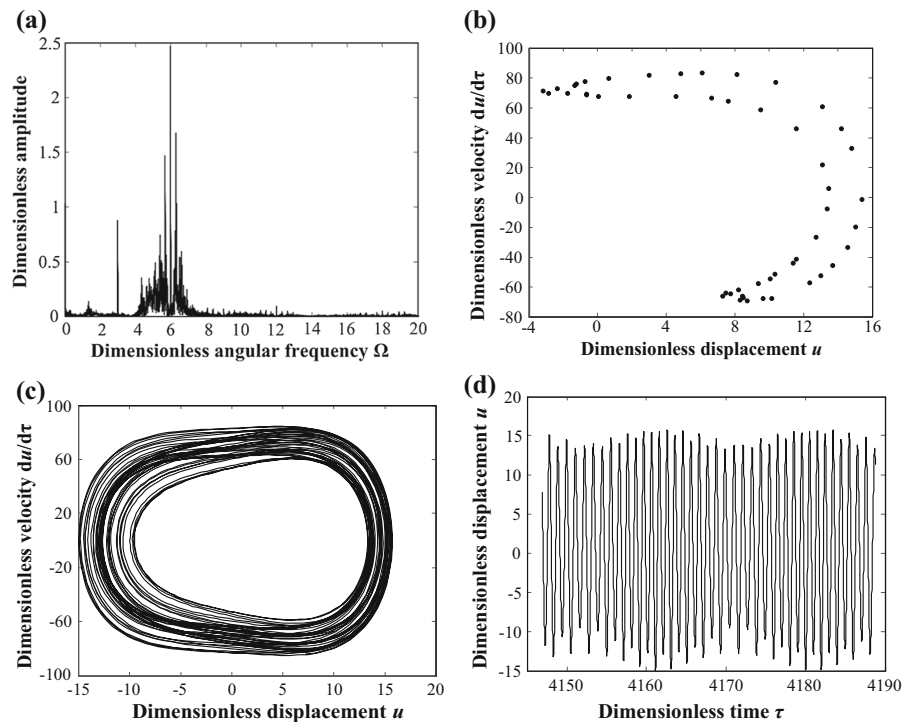 (a)
2.5
2
1.5
1
0.5
0
0 2 4 6 8 10 12 14 16 18 20
Dimensionless amplitude
Dimensionless angular frequency Ω
(b)
100
80
60
40
20
0
-20
-40
-60
-80
-4 0 4 8 12 16
Dimensionless velocity du/dτ
Dimensionless displacement u
(c)
100
60
20
-20
-60
-100
-15 -10 -5 0 5 10 15 20
Dimensionless velocity du/dτ
Dimensionless displacement u
(d)
20
15
10
5
0
-5
-10
-15
4150 4160 4170 4180 4190
Dimensionless displacement u
Dimensionless time τ